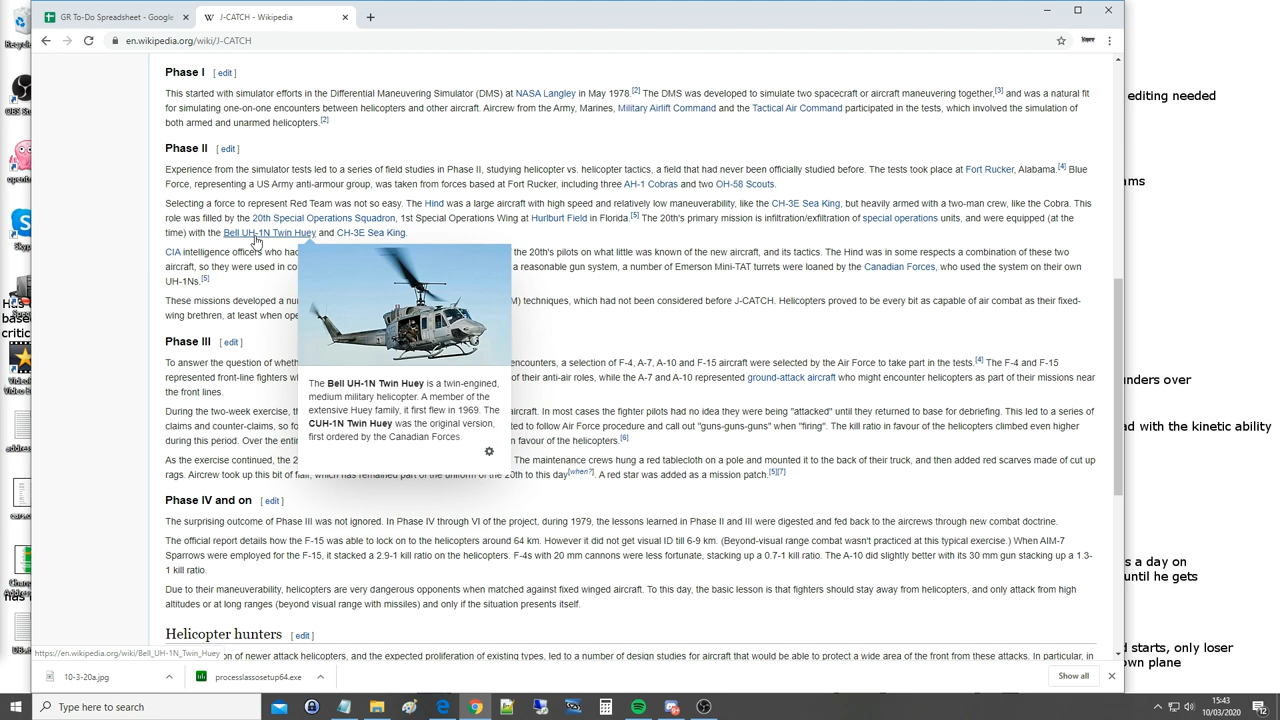 GR To-Do Spreadsheet - Google
J-CATCH - Wikipedia
en.wikipedia.org/wiki/J-CATCH
Phase I [ edit ]
This started with simulator efforts in the Differential Maneuvering Simulator (DMS) at NASA Langley in May 1978.[2] The DMS was developed to simulate two spacecraft or aircraft maneuvering together,[3] and was a natural fit
for simulating one-on-one encounters between helicopters and other aircraft. Aircrew from the Army, Marines, Military Airlift Command and the Tactical Air Command participated in the tests, which involved the simulation of
both armed and unarmed helicopters.[2]
Phase II [ edit ]
Experience from the simulator tests led to a series of field studies in Phase II, studying helicopter vs. helicopter tactics, a field that had never been officially studied before. The tests took place at Fort Rucker, Alabama.[4] Blue
Force, representing a US Army anti-armour group, was taken from forces based at Fort Rucker, including three AH-1 Cobras and two OH-58 Scouts.
Selecting a force to represent Red Team was not so easy. The Hind was a large aircraft with high speed and relatively low maneuverability, like the CH-3E Sea King, but heavily armed with a two-man crew, like the Cobra. This
role was filled by the 20th Special Operations Squadron, 1st Special Operations Wing at Hurlburt Field in Florida.[5] The 20th's primary mission is infiltration/exfiltration of special operations units, and were equipped (at the
time) with the Bell UH-1N Twin Huey and CH-3E Sea King.
CIA intelligence officers who had the 20th's pilots on what little was known of the new aircraft, and its tactics. The Hind was in some respects a combination of these two
aircraft, so they were used in co a reasonable gun system, a number of Emerson Mini-TAT turrets were loaned by the Canadian Forces, who used the system on their own
UH-1Ns.[5]
These missions developed a nu M) techniques, which had not been considered before J-CATCH. Helicopters proved to be every bit as capable of air combat as their fixed-
wing brethren, at least when ope
Phase III [ edit ]
To answer the question of wheth encounters, a selection of F-4, A-7, A-10 and F-15 aircraft were selected by the Air Force to take part in the tests.[4] The F-4 and F-15
represented front-line fighters w of their anti-air roles, while the A-7 and A-10 represented ground-attack aircraft who might encounter helicopters as part of their missions near
the front lines.
During the two-week exercise, th aircraft. In most cases the fighter pilots had no idea they were being "attacked" until they returned to base for debriefing. This led to a series of
claims and counter-claims, so fo ted to follow Air Force procedure and call out "guns-guns-guns" when "firing". The kill ratio in favour of the helicopters climbed even higher
during this period. Over the entir n favour of the helicopters.[6]
As the exercise continued, the 2 The maintenance crews hung a red tablecloth on a pole and mounted it to the back of their truck, and then added red scarves made of cut up
rags. Aircrew took up this bit of flair, which has remained part of the uniform of the 20th to this day[when?]. A red star was added as a mission patch.[5][7]
The Bell UH-1N Twin Huey is a twin-engined,
medium military helicopter. A member of the
extensive Huey family, it first flew in 1969. The
CUH-1N Twin Huey was the original version,
first ordered by the Canadian Forces
Phase IV and on [ edit ]
The surprising outcome of Phase III was not ignored. In Phase IV through VI of the project, during 1979, the lessons learned in Phase II and III were digested and fed back to the aircrews through new combat doctrine.
The official report details how the F-15 was able to lock on to the helicopters around 64 km. However it did not get visual ID till 6-9 km. (Beyond-visual range combat wasn't practiced at this typical exercise.) When AIM-7
Sparrows were employed for the F-15, it stacked a 2.9-1 kill ratio on the helicopters. F-4s with 20 mm cannons were less fortunate, stacking up a 0.7-1 kill ratio. The A-10 did slightly better with its 30 mm gun stacking up a 1.3-
1 kill ratio.
Due to their maneuverability, helicopters are very dangerous opponents when matched against fixed winged aircraft. To this day, the basic lesson is that fighters should stay away from helicopters, and only attack from high
altitudes or at long ranges (beyond visual range with missiles) and only if the situation presents itself.
Helicopter hunters [ edit ]
https://en.wikipedia.org/wiki/Bell_UH-1N_Twin_Huey
on of newer attack helicopters, and the expected proliferation of existing types, led to a number of design studies for aircraft that would be able to protect a wide area of the front from these attacks. In particular, in
10-3-20a.jpg
processlassosetup64.exe
Show all
editing needed
ams
unders over
ad with the kinetic ability
s a day on
until he gets
d starts, only loser
own plane
Recycle
OBS Stu
opent
Skyp
He s
base
critic
address
cars.c
Chang
Addres
has
Type here to search
15:43
10/03/2020
12